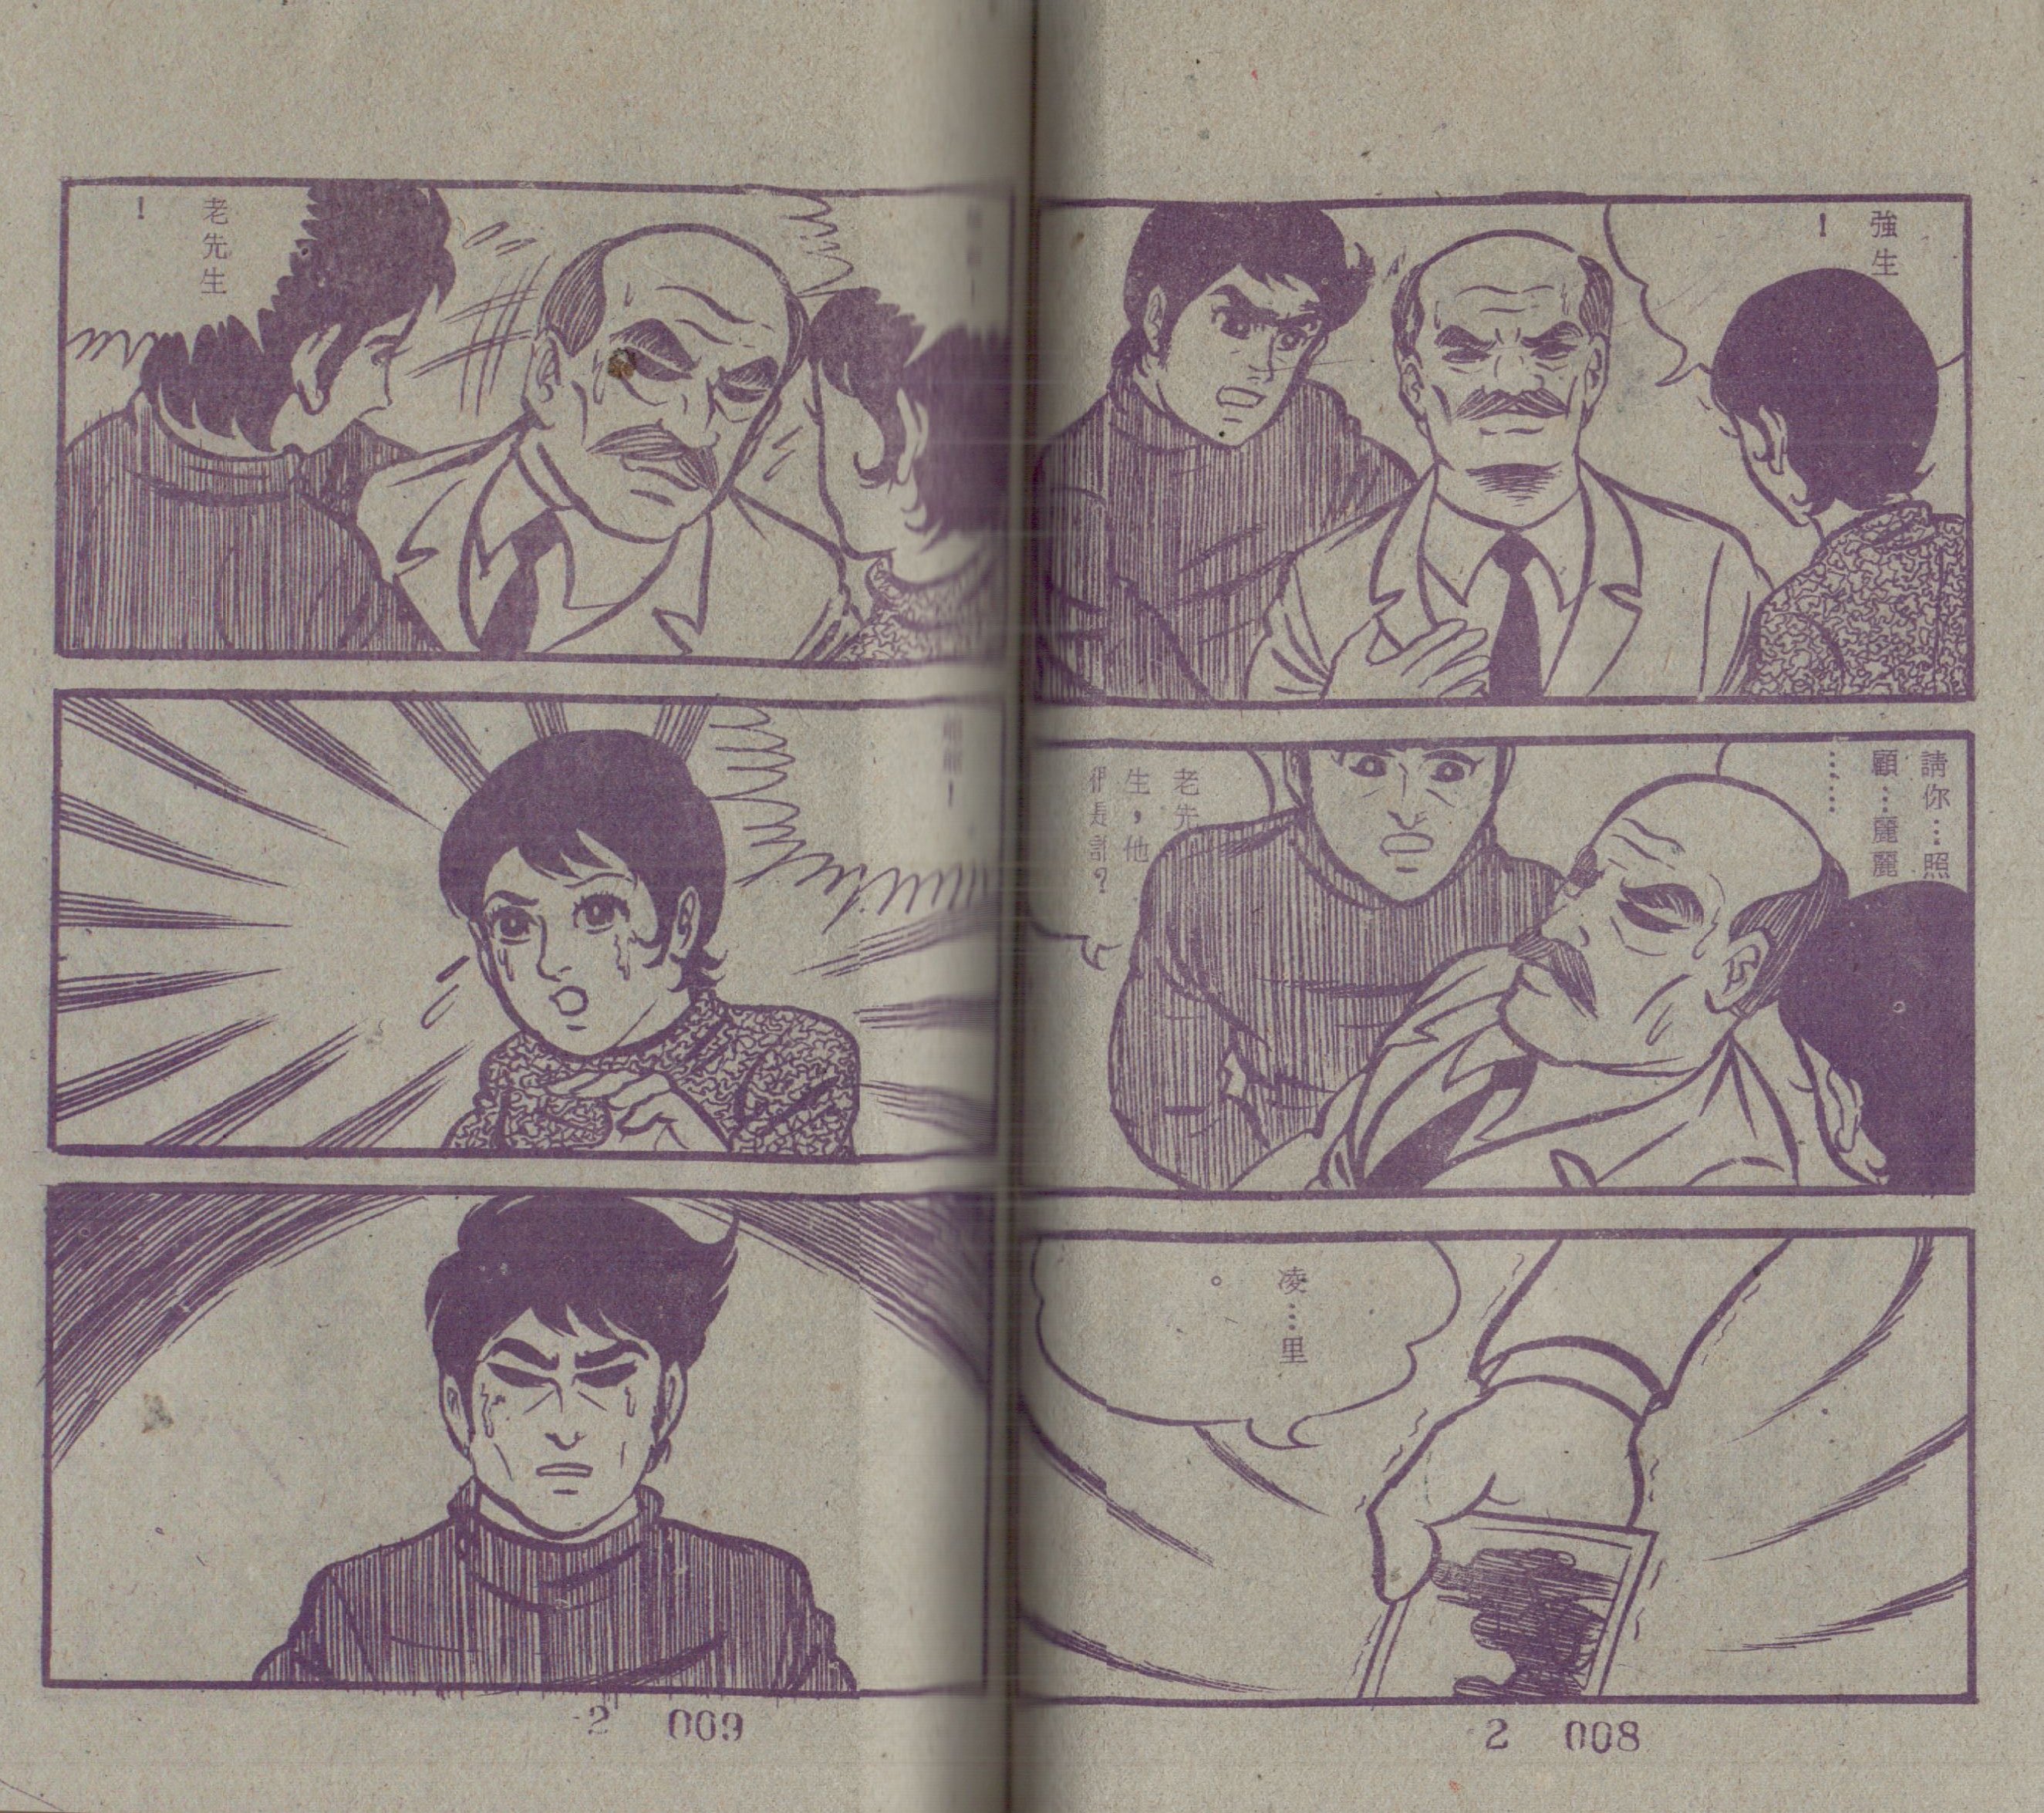 強生
！
請你…照
顧…麗麗
……
老先
生，他
們是誰？
凌…里
。
2 008
老先生
！
2 009